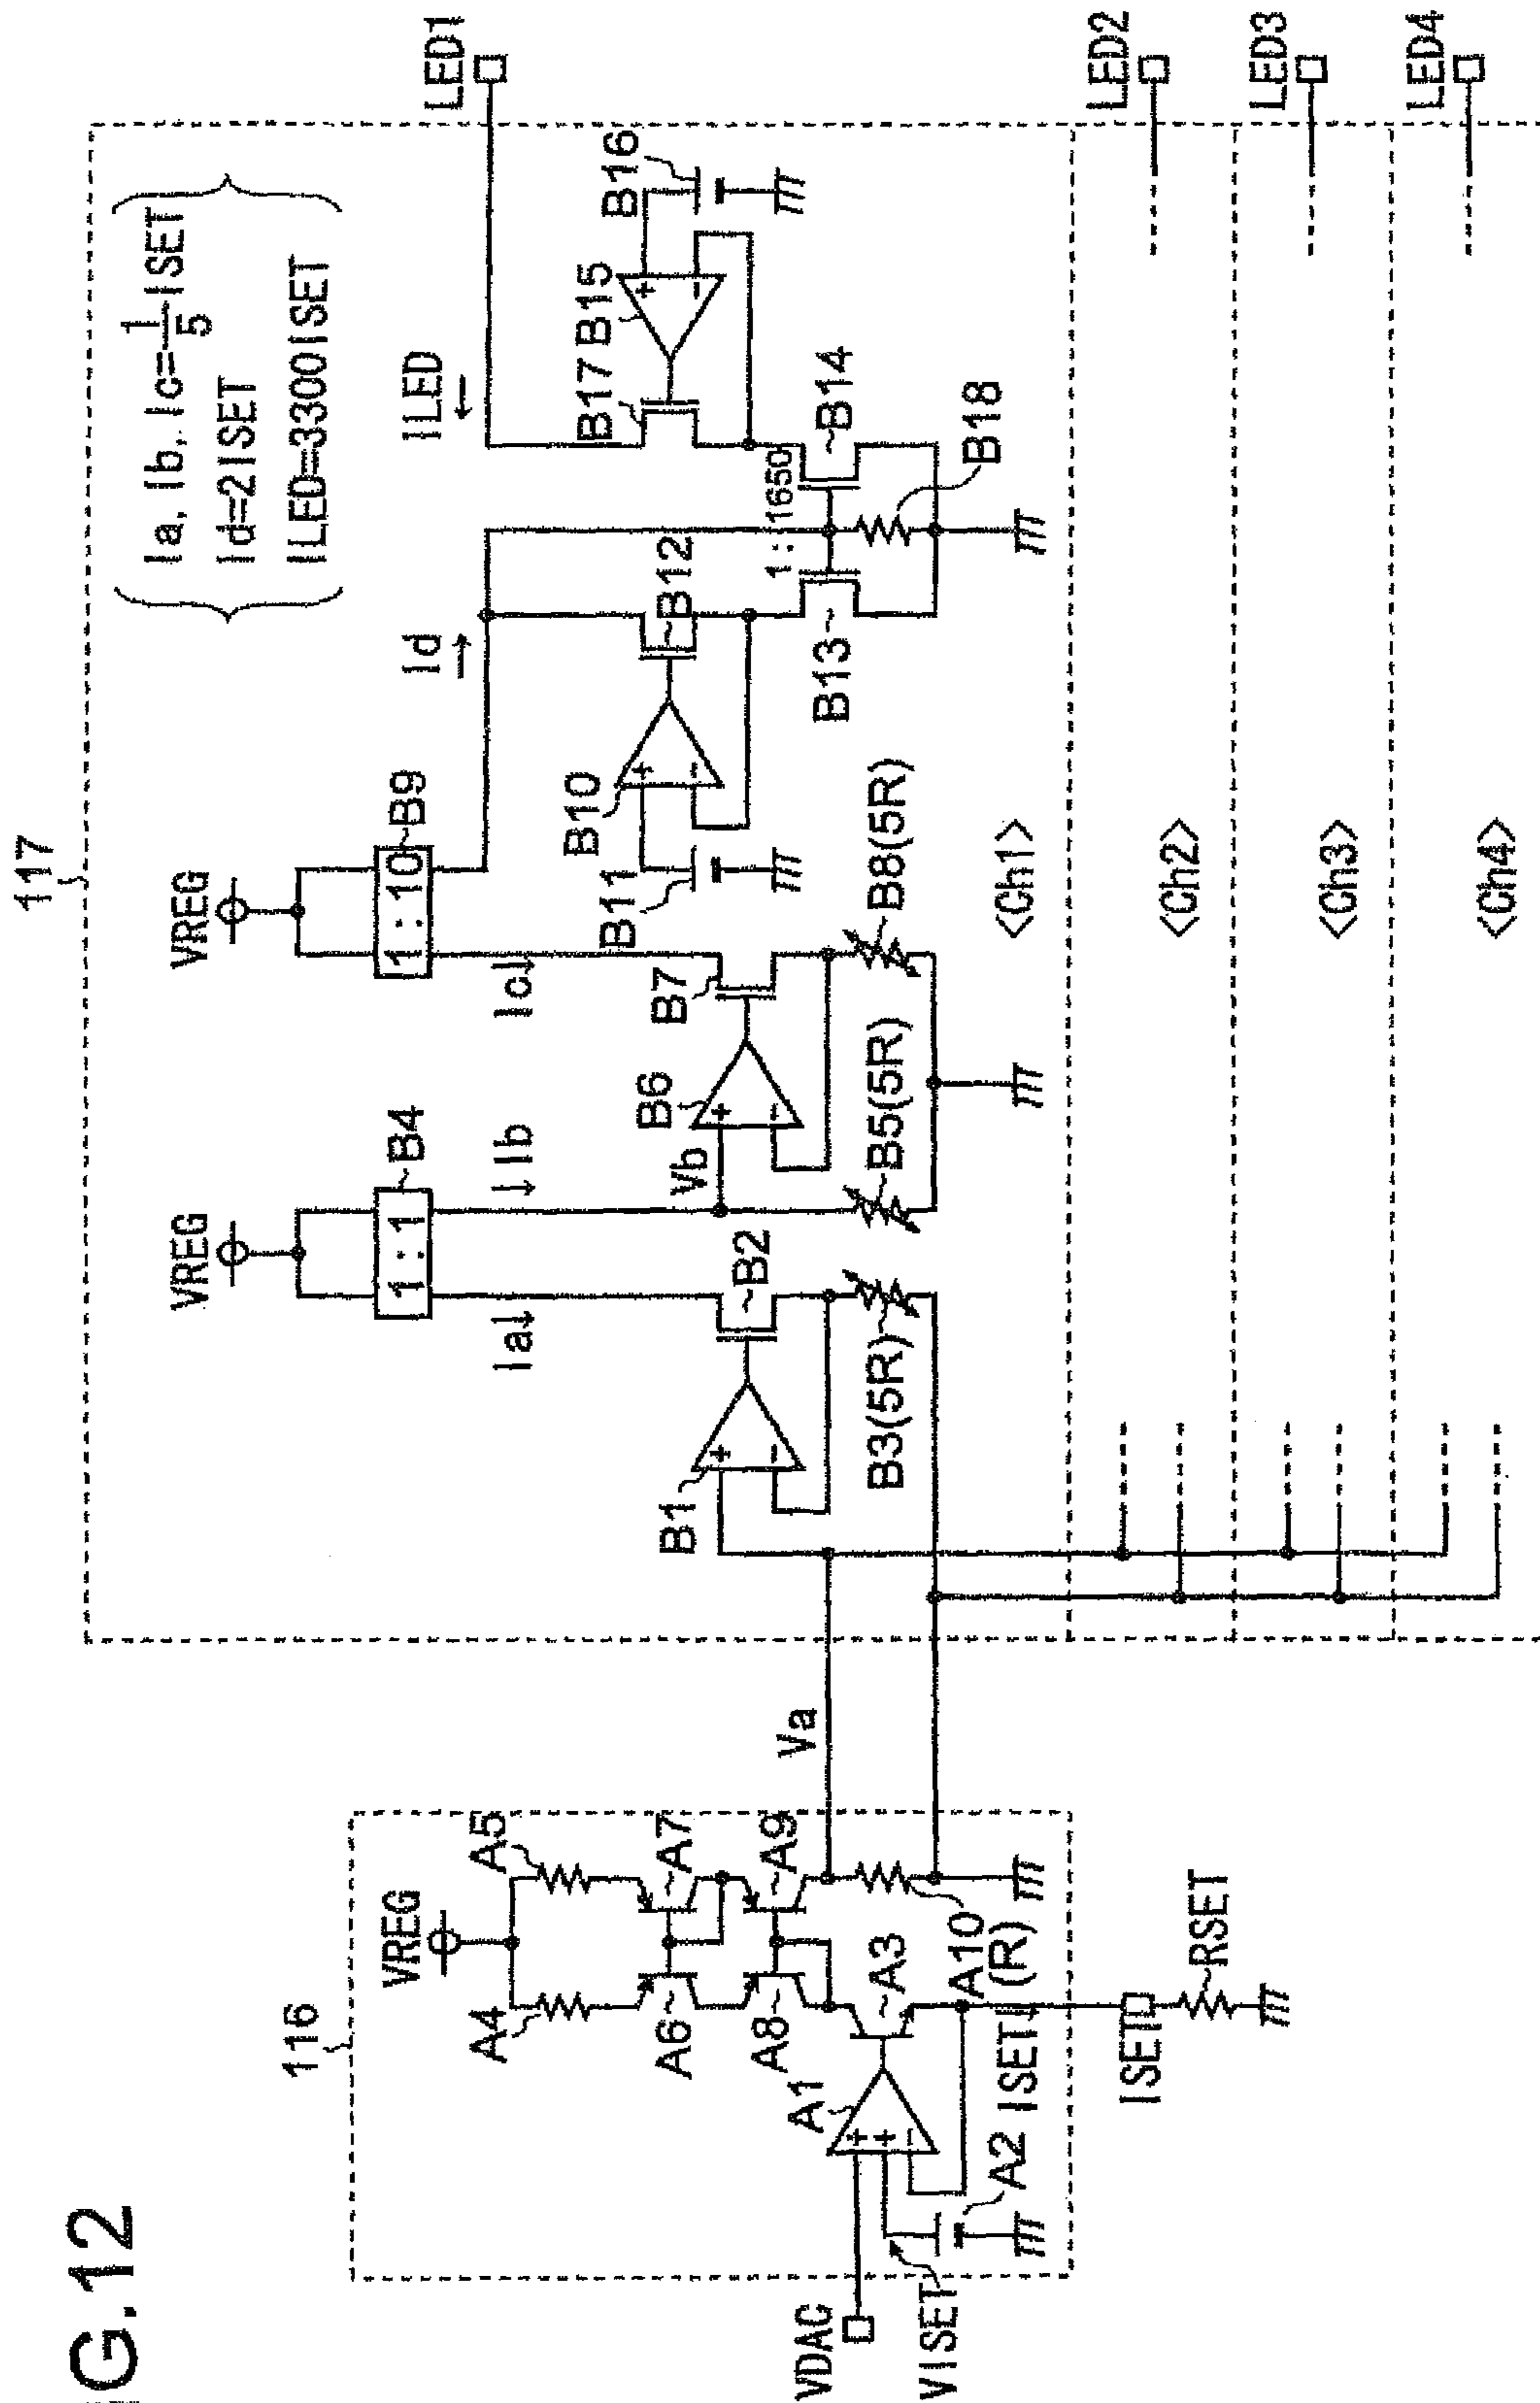 FIG.12
116
VREG
A4
A5
A6
A7
A8
A9
A1
A3
A10
(R)
A2
ISET↓
VDAC
VISET
ISET
RSET
Va
117
VREG
1:1
B4
Ia↓
↓Ib
B1
B2
B3(5R)
Vb
B5(5R)
VREG
1:10
B9
Ic↓
B6
B7
B8(5R)
Id
→
B10
B11
B12
B13
1:1650
B14
B18
ILED
←
B17
B15
B16
Ia, Ib, Ic=1/5 ISET
Id=2ISET
ILED=3300ISET
LED1
LED2
LED3
LED4
<Ch1>
<Ch2>
<Ch3>
<Ch4>